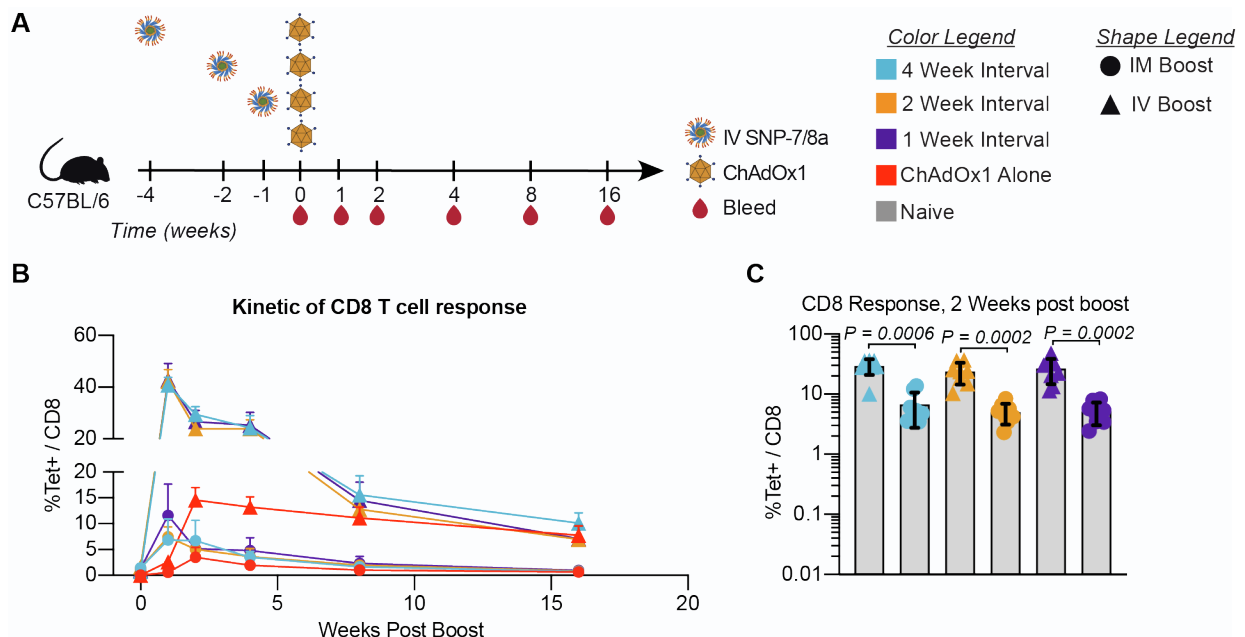 A
C57BL/6
-4 -2 -1 0 1 2 4 8 16
Time (weeks)
IV SNP-7/8a
ChAdOx1
Bleed
Color Legend
4 Week Interval
2 Week Interval
1 Week Interval
ChAdOx1 Alone
Naive
Shape Legend
IM Boost
IV Boost
B
Kinetic of CD8 T cell response
%Tet+ / CD8
60
40
20
20
15
10
5
0
0 5 10 15 20
Weeks Post Boost
C
CD8 Response, 2 Weeks post boost
P = 0.0006 P = 0.0002 P = 0.0002
%Tet+ / CD8
100
10
1
0.1
0.01